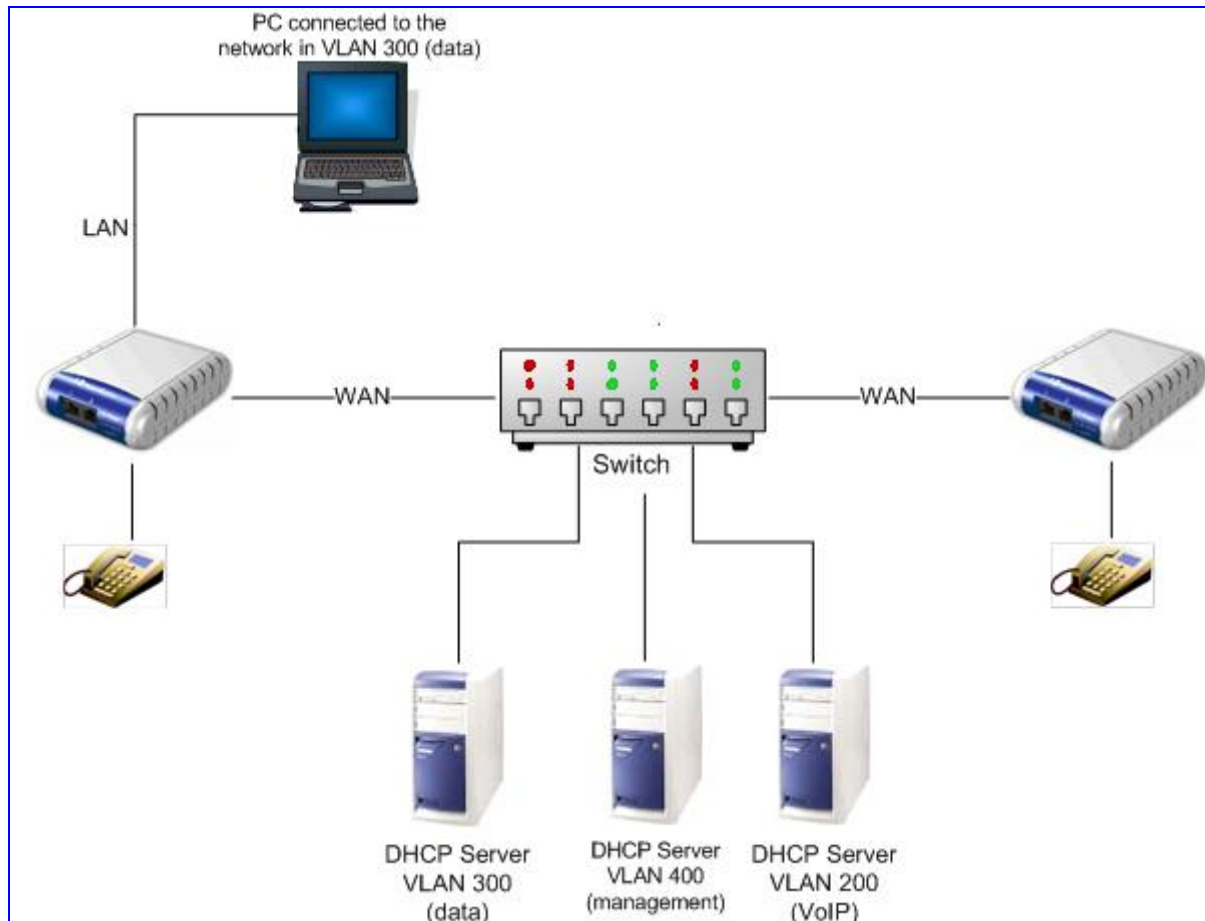 PC connected to the
network in VLAN 300 (data)
LAN
WAN
WAN
Switch
DHCP Server
VLAN 300
(data)
DHCP Server
VLAN 400
(management)
DHCP Server
VLAN 200
(VoIP)